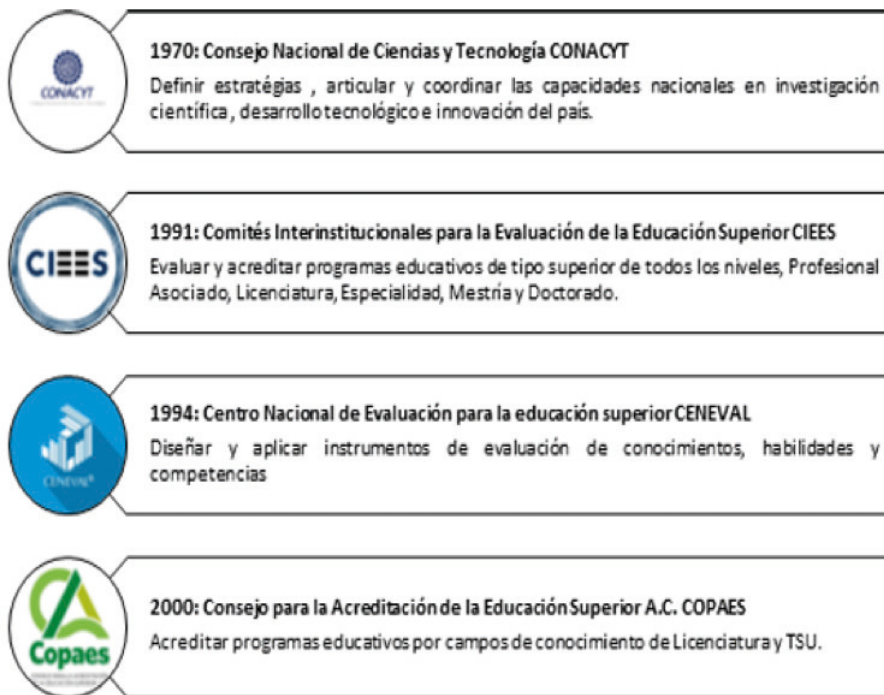 CONACYT
1970: Consejo Nacional de Ciencias y Tecnología CONACYT
Definir estratégias , articular y coordinar las capacidades nacionales en investigación
científica, desarrollo tecnológico e innovación del país.
CIEES
1991: Comités Interinstitucionales para la Evaluación de la Educación Superior CIEES
Evaluar y acreditar programas educativos de tipo superior de todos los niveles, Profesional
Asociado, Licenciatura, Especialidad, Mestría y Doctorado.
CENEVAL®
1994: Centro Nacional de Evaluación para la educación superior CENEVAL
Diseñar y aplicar instrumentos de evaluación de conocimientos, habilidades y
competencias
Copaes
2000: Consejo para la Acreditación de la Educación Superior A.C. COPAES
Acreditar programas educativos por campos de conocimiento de Licenciatura y TSU.